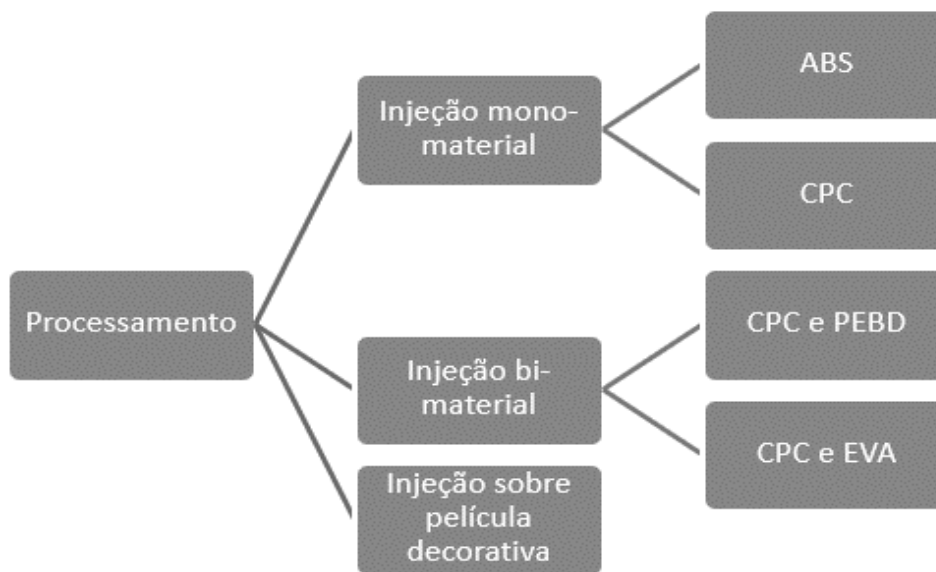 Processamento
Injeção mono-
material
ABS
CPC
Injeção bi-
material
CPC e PEBD
CPC e EVA
Injeção sobre
película
decorativa